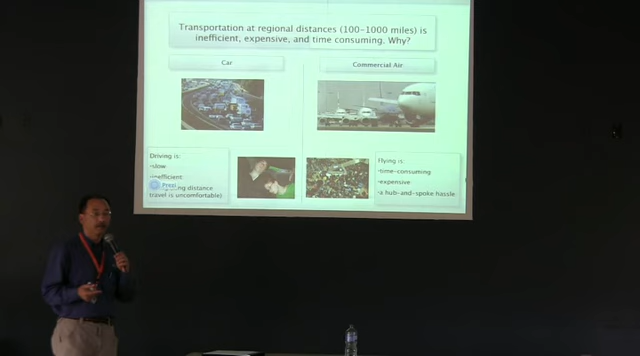 Transportation at regional distances (100-1000 miles) is
inefficient, expensive, and time consuming. Why?
Car
Commercial Air
Driving is:
-slow
-inefficient
Prezi
distance
travel is uncomfortable)
Flying is:
-time-consuming
-expensive
-a hub-and-spoke hassle